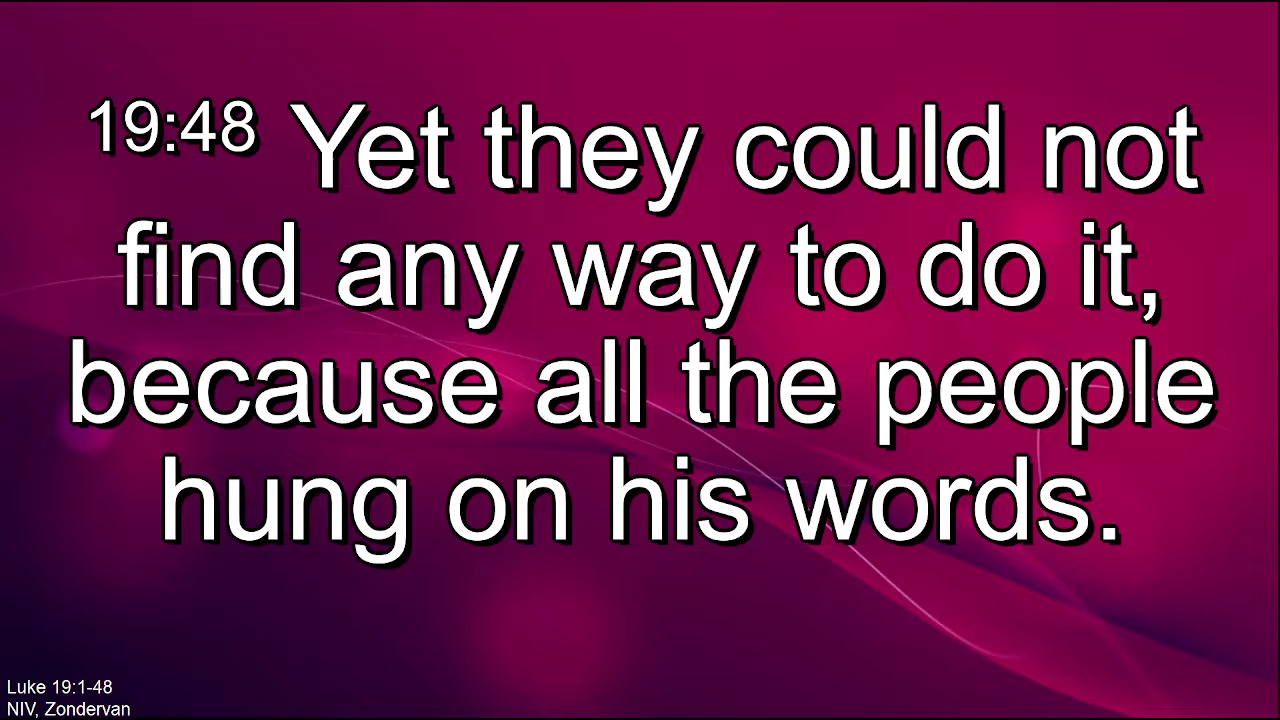 19:48 Yet they could not
find any way to do it,
because all the people
hung on his words.
Luke 19:1-48
NIV, Zondervan